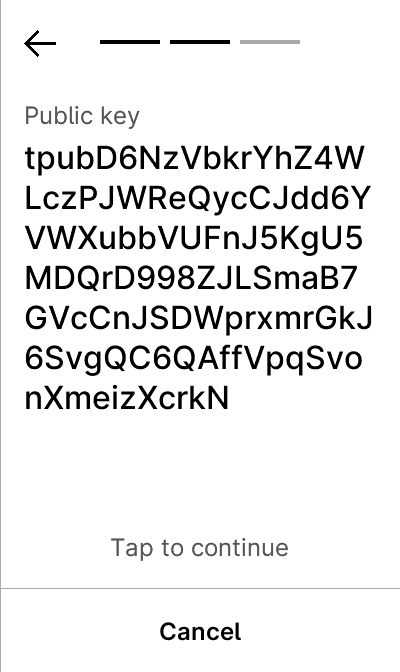 Public key
tpubD6NzVbkrYhZ4W
LczPJWReQycCJdd6Y
VWXubbVUFnJ5KgU5
MDQrD998ZJLSmaB7
GVcCnJSDWprxmrGkJ
6SvgQC6QAffVpqSvo
nXmeizXcrkN
Tap to continue
Cancel